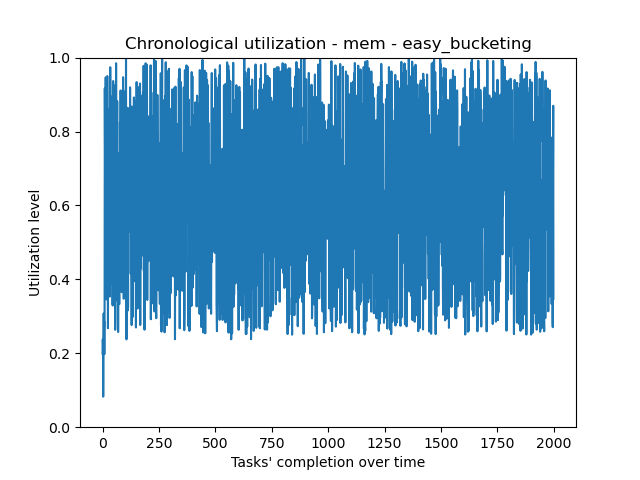 Chronological utilization - mem - easy_bucketing
1.0
0.8
0.6
0.4
0.2
0.0
Utilization level
0 250 500 750 1000 1250 1500 1750 2000
Tasks' completion over time